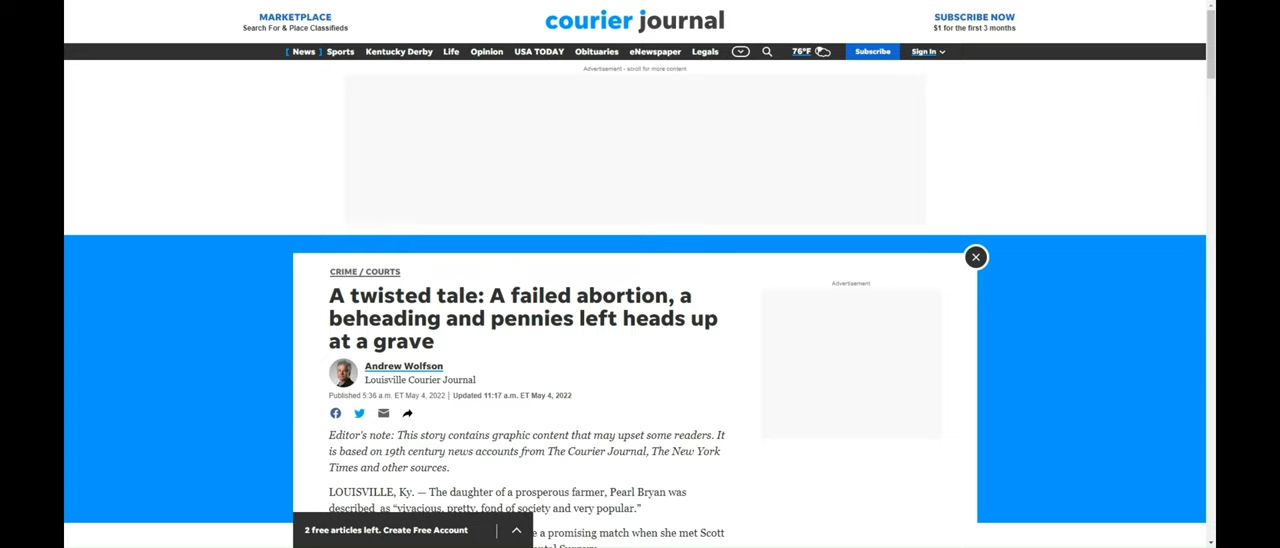 MARKETPLACE
Search For & Place Classifieds
courier journal
SUBSCRIBE NOW
$1 for the first 3 months
[ News ] Sports Kentucky Derby Life Opinion USA TODAY Obituaries eNewspaper Legals 76°F Subscribe Sign In
Advertisement - scroll for more content
CRIME / COURTS
Advertisement
A twisted tale: A failed abortion, a
beheading and pennies left heads up
at a grave
Andrew Wolfson
Louisville Courier Journal
Published 5:36 a.m. ET May 4, 2022 | Updated 11:17 a.m. ET May 4, 2022
Editor's note: This story contains graphic content that may upset some readers. It
is based on 19th century news accounts from The Courier Journal, The New York
Times and other sources.
LOUISVILLE, Ky. — The daughter of a prosperous farmer, Pearl Bryan was
described as “vivacious, pretty, fond of society and very popular.”
2 free articles left. Create Free Account
e a promising match when she met Scott